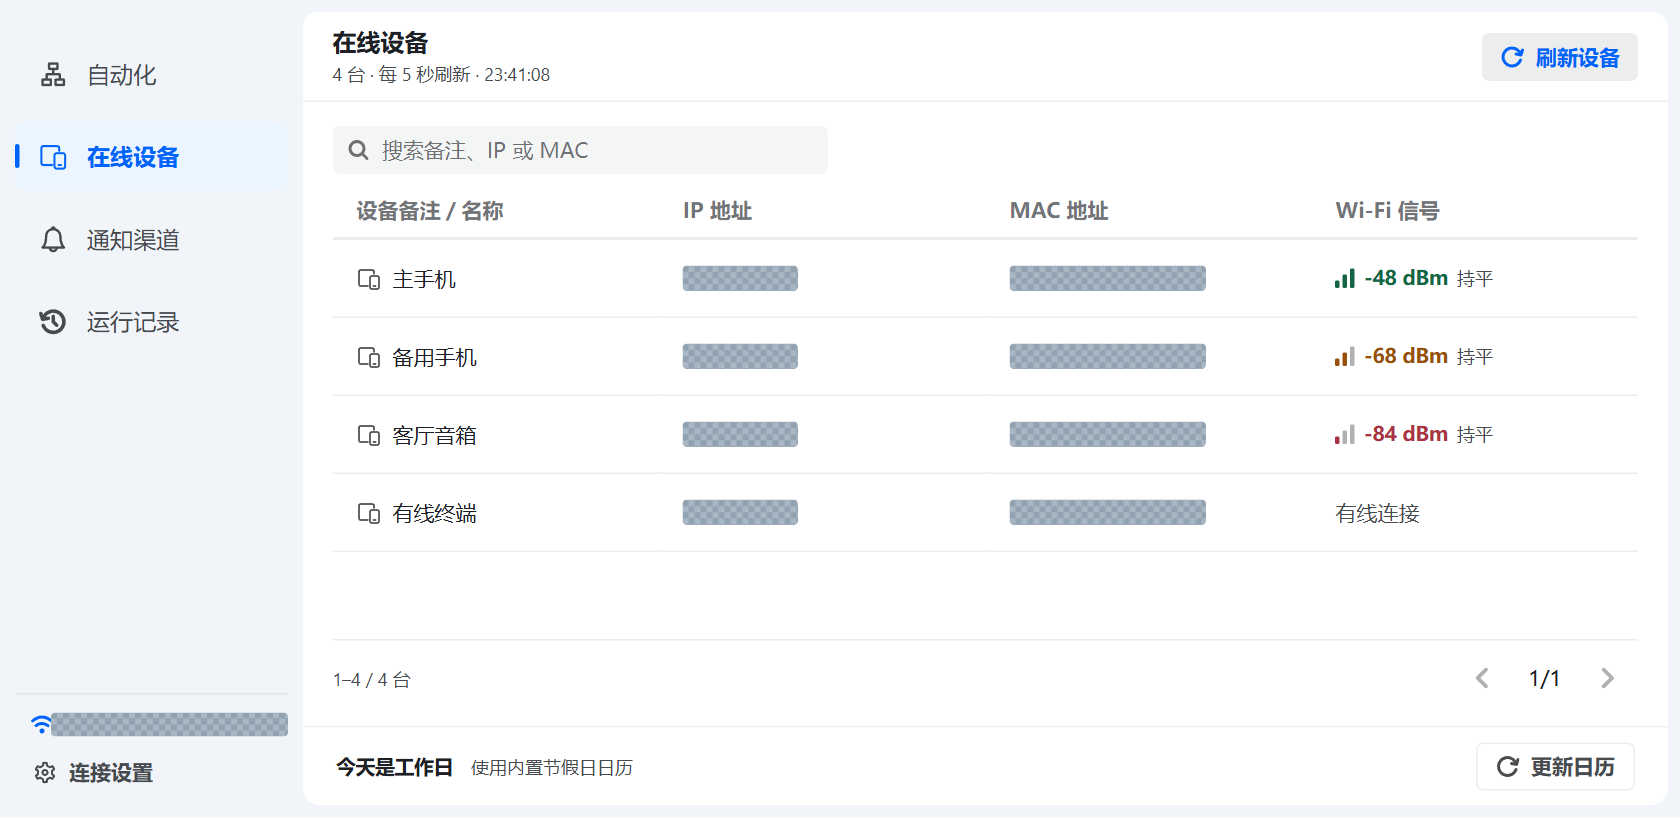 自动化
在线设备
通知渠道
运行记录
连接设置
在线设备
4 台 · 每 5 秒刷新 · 23:41:08
刷新设备
搜索备注、IP 或 MAC
设备备注 / 名称 IP 地址 MAC 地址 Wi-Fi 信号
主手机 -48 dBm 持平
备用手机 -68 dBm 持平
客厅音箱 -84 dBm 持平
有线终端 有线连接
1–4 / 4 台 1/1
今天是工作日 使用内置节假日日历 更新日历